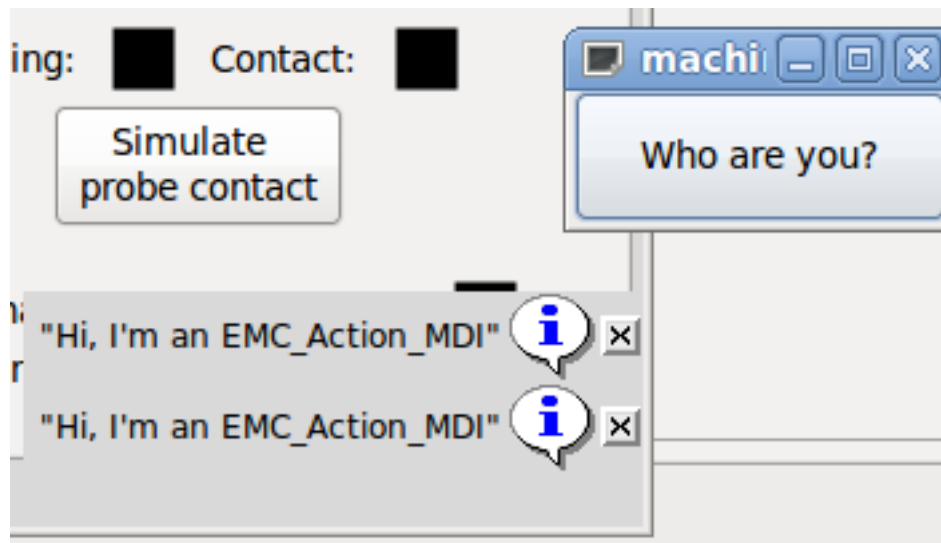 ing: Contact:
machi
Simulate
probe contact
Who are you?
"Hi, I'm an EMC_Action_MDI"
"Hi, I'm an EMC_Action_MDI"